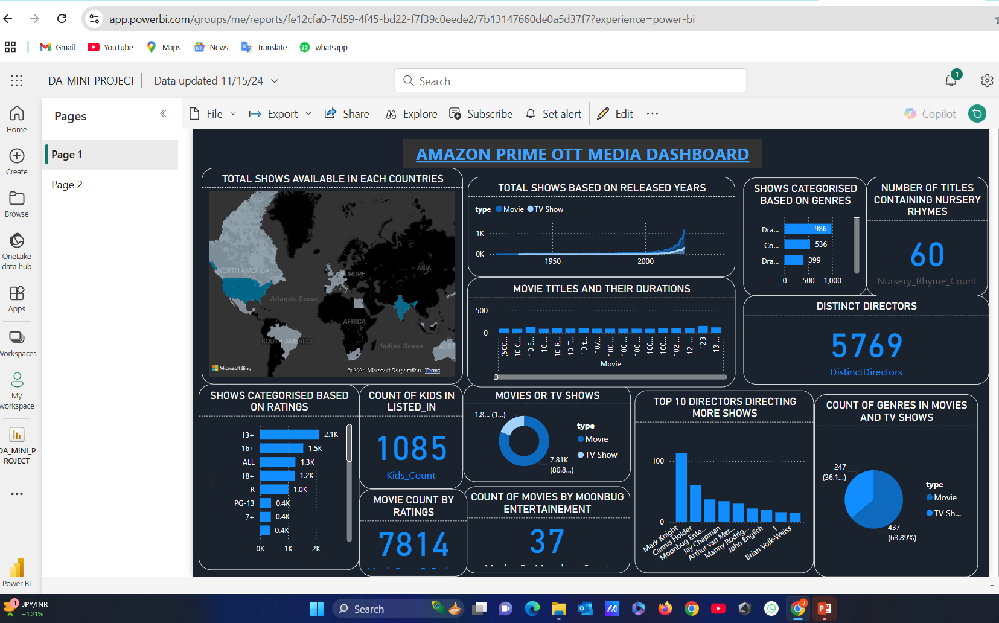 app.powerbi.com/groups/me/reports/fe12cfa0-7d59-4f45-bd22-f7f39c0eede2/7b13147660de0a5d37f7?experience=power-bi
Gmail
YouTube
Maps
News
Translate
25
whatsapp
DA_MINI_PROJECT
Data updated 11/15/24
Search
1
Home
Create
Browse
OneLake
data hub
Apps
Workspaces
My
workspace
DA_MINI_P
ROJECT
Power BI
Pages
Page 1
Page 2
File
Export
Share
Explore
Subscribe
Set alert
Edit
Copilot
AMAZON PRIME OTT MEDIA DASHBOARD
TOTAL SHOWS AVAILABLE IN EACH COUNTRIES
NORTH AMERICA
EUROPE
ASIA
Atlantic Ocean
AFRICA
SOUTH AMERICA
Indian Ocean
AUST
Microsoft Bing
© 2024 Microsoft Corporation Terms
TOTAL SHOWS BASED ON RELEASED YEARS
type Movie TV Show
1K
0K
1950 2000
SHOWS CATEGORISED
BASED ON GENRES
Dra... 986
Co... 536
Dra... 399
0 500 1,000
NUMBER OF TITLES
CONTAINING NURSERY
RHYMES
60
Nursery_Rhyme_Count
MOVIE TITLES AND THEIR DURATIONS
500
0
(500...
10 C...
10 E...
10 ...
10 R...
10 T...
10 t...
10/...
100 ...
100 ...
100 ...
100...
100...
102 ...
12 '...
12B
13 ...
Movie
DISTINCT DIRECTORS
5769
DistinctDirectors
SHOWS CATEGORISED BASED
ON RATINGS
13+ 2.1K
16+ 1.5K
ALL 1.3K
18+ 1.2K
R 1.0K
PG-13 0.4K
7+ 0.4K
0.4K
0K 1K 2K
COUNT OF KIDS IN
LISTED_IN
1085
Kids_Count
MOVIE COUNT BY
RATINGS
7814
MOVIES OR TV SHOWS
1.8... (1...)
7.81K
(80.8...)
type
Movie
TV Show
COUNT OF MOVIES BY MOONBUG
ENTERTAINEMENT
37
TOP 10 DIRECTORS DIRECTING
MORE SHOWS
100
0
Mark Knight
Cannis Holder
Moonbug Ente...
Jay Chapman
Arthur van Mer...
Manny Rodrig...
John English
1
Brian Volk-Weiss
COUNT OF GENRES IN MOVIES
AND TV SHOWS
247
(36.1...)
437
(63.89%)
type
Movie
TV Sh...
1
JPY/INR
+1.21%
Search
J